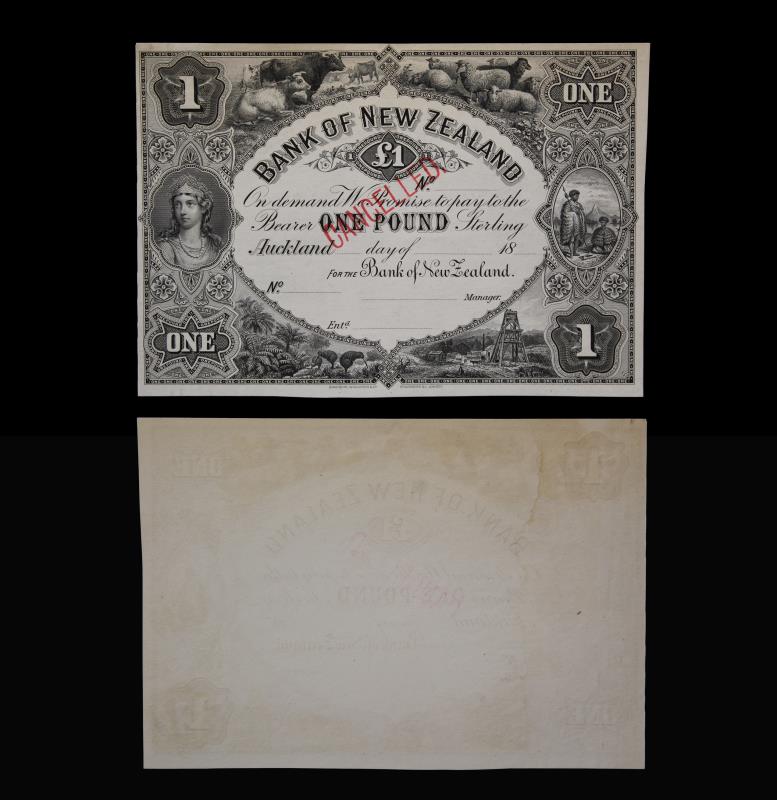 1
ONE
BANK OF NEW ZEALAND
£1
CANCELLED
No
On demand We Promise to pay to the
Bearer ONE POUND Sterling
Auckland day of 18
FOR THE Bank of New Zealand.
No
Manager.
Entd.
ONE
1